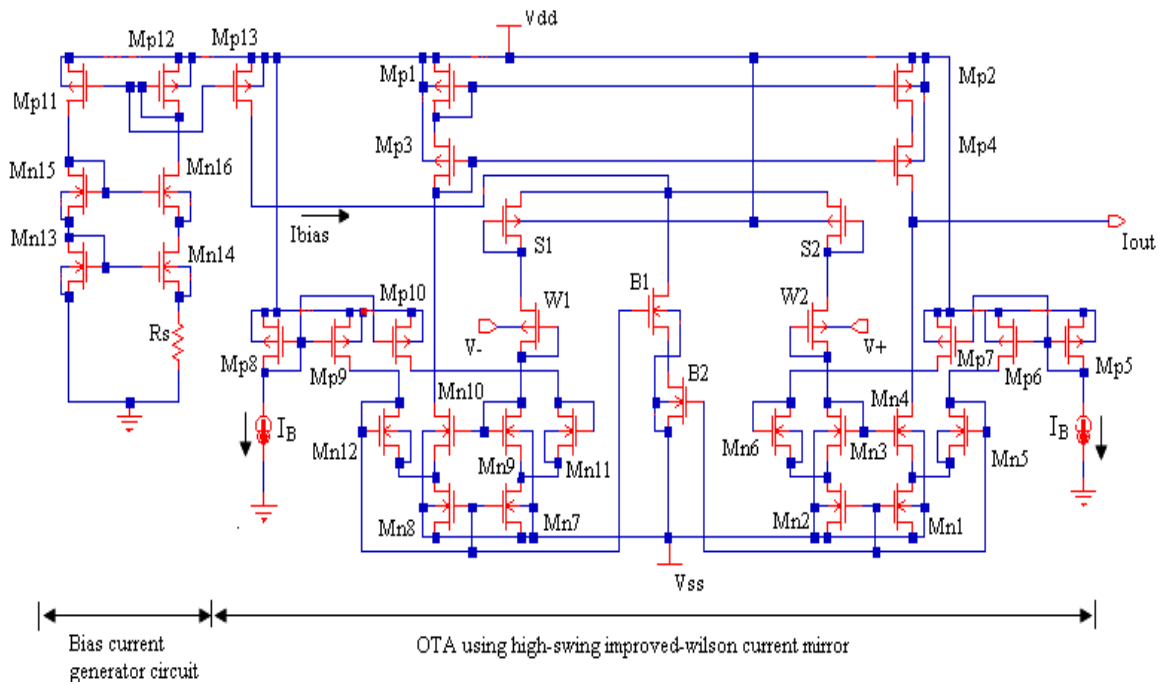 Vdd
Mp12 Mp13
Mp11
Mp1
Mp2
Mp3
Mp4
Mn15
Mn16
Mn13
Mn14
Ibias
S1
S2
Iout
Rs
Mp10
W1
B1
W2
V-
V+
Mp8
Mp9
Mp7
Mp6
Mp5
B2
Mn10
Mn4
IB
Mn12
Mn9
Mn11
Mn6
Mn3
Mn5
IB
Mn8
Mn7
Mn2
Mn1
Vss
Bias current
generator circuit
OTA using high-swing improved-wilson current mirror